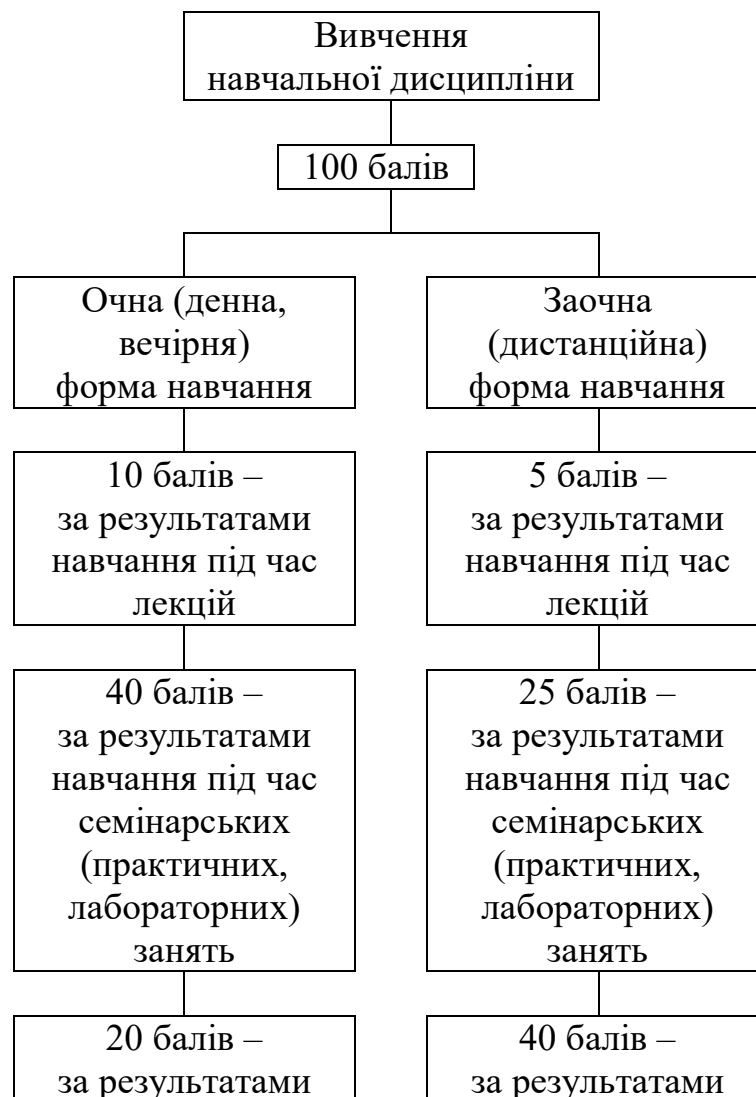 Вивчення
навчальної дисципліни
100 балів
Очна (денна,
вечірня)
форма навчання
Заочна
(дистанційна)
форма навчання
10 балів –
за результатами
навчання під час
лекцій
5 балів –
за результатами
навчання під час
лекцій
40 балів –
за результатами
навчання під час
семінарських
(практичних,
лабораторних)
занять
25 балів –
за результатами
навчання під час
семінарських
(практичних,
лабораторних)
занять
20 балів –
за результатами
40 балів –
за результатами